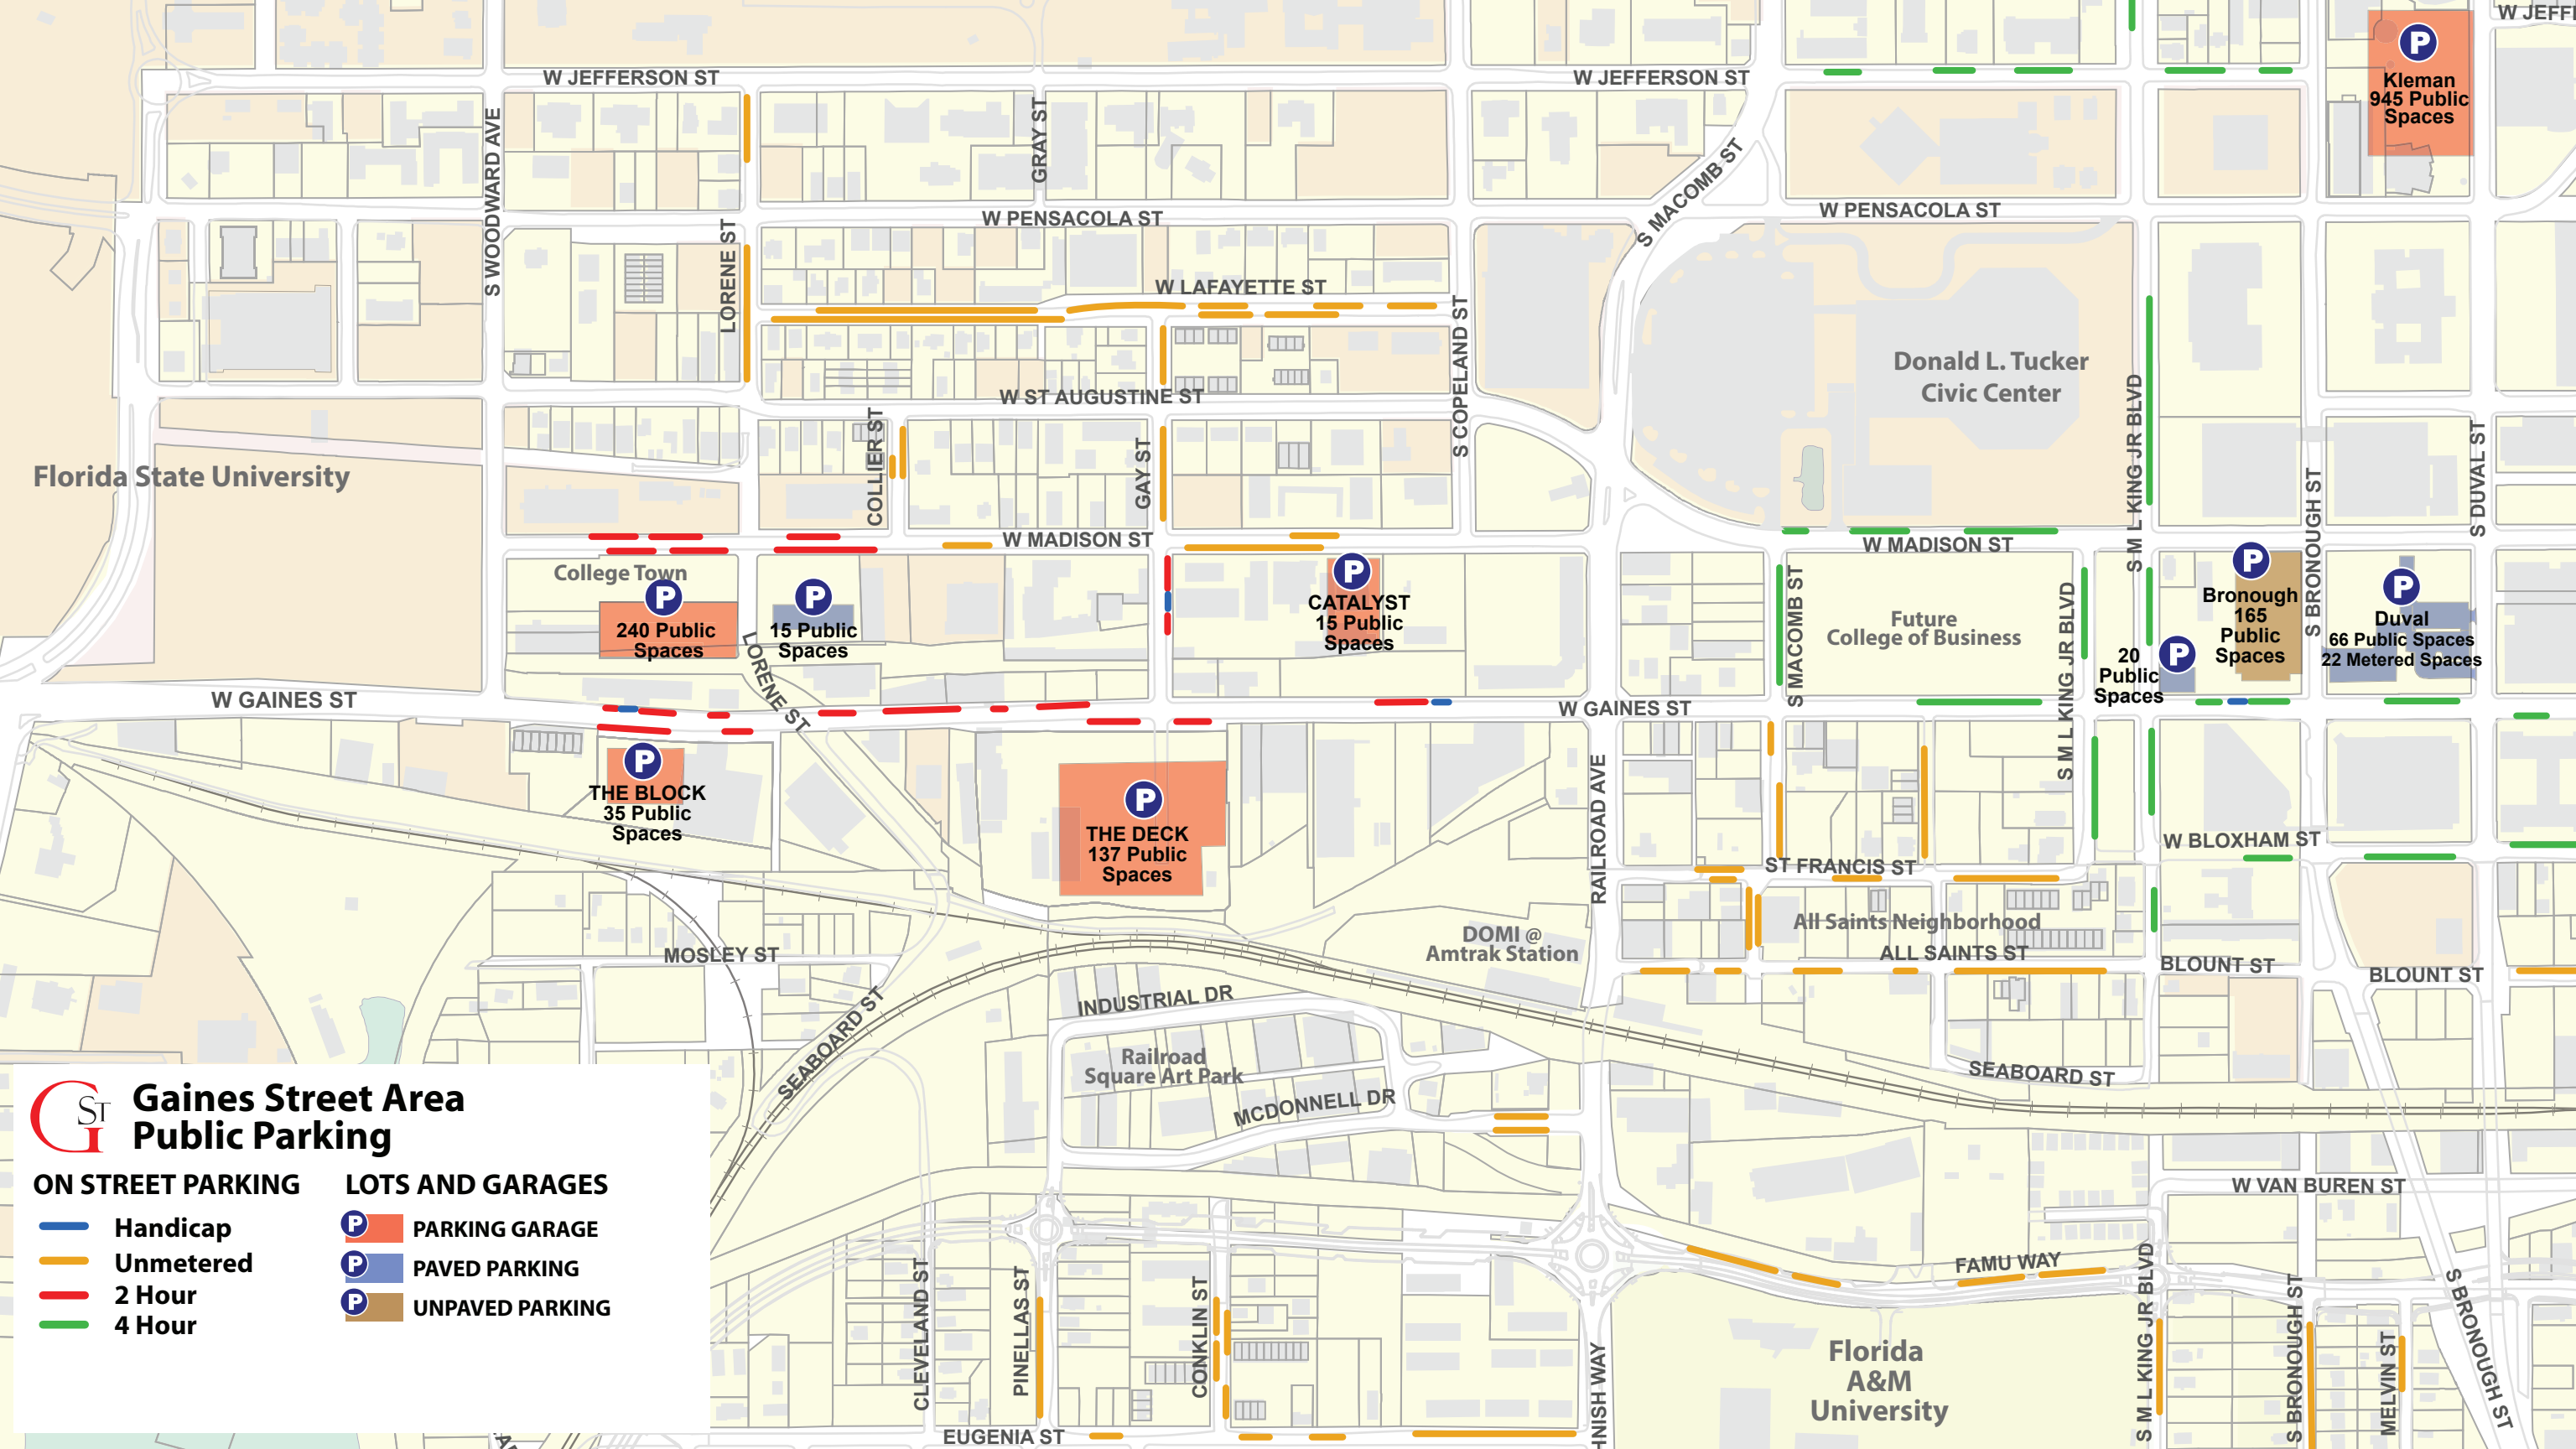 W JEFFERSON ST
W JEFFERSON ST
W JEFF
P
Kleman
945 Public
Spaces
S WOODWARD AVE
GRAY ST
S MACOMB ST
W PENSACOLA ST
W PENSACOLA ST
LORENE ST
W LAFAYETTE ST
S COPELAND ST
Donald L. Tucker
Civic Center
S M L KING JR BLVD
W ST AUGUSTINE ST
COLLIER ST
GAY ST
Florida State University
S BRONOUGH ST
S DUVAL ST
W MADISON ST
W MADISON ST
College Town
P
240 Public
Spaces
P
15 Public
Spaces
P
CATALYST
15 Public
Spaces
S MACOMB ST
Future
College of Business
S M L KING JR BLVD
20
Public
Spaces
P
P
Bronough
165
Public
Spaces
P
Duval
66 Public Spaces
22 Metered Spaces
LORENE ST
W GAINES ST
W GAINES ST
P
THE BLOCK
35 Public
Spaces
P
THE DECK
137 Public
Spaces
RAILROAD AVE
W BLOXHAM ST
ST FRANCIS ST
All Saints Neighborhood
ALL SAINTS ST
DOMI @
Amtrak Station
MOSLEY ST
BLOUNT ST
BLOUNT ST
SEABOARD ST
INDUSTRIAL DR
Railroad
Square Art Park
MCDONNELL DR
SEABOARD ST
W VAN BUREN ST
FAMU WAY
CLEVELAND ST
PINELLAS ST
CONKLIN ST
EUGENIA ST
HNISH WAY
Florida
A&M
University
S M L KING JR BLVD
S BRONOUGH ST
MELVIN ST
S BRONOUGH ST
G ST
Gaines Street Area
Public Parking
ON STREET PARKING
Handicap
Unmetered
2 Hour
4 Hour
LOTS AND GARAGES
P PARKING GARAGE
P PAVED PARKING
P UNPAVED PARKING